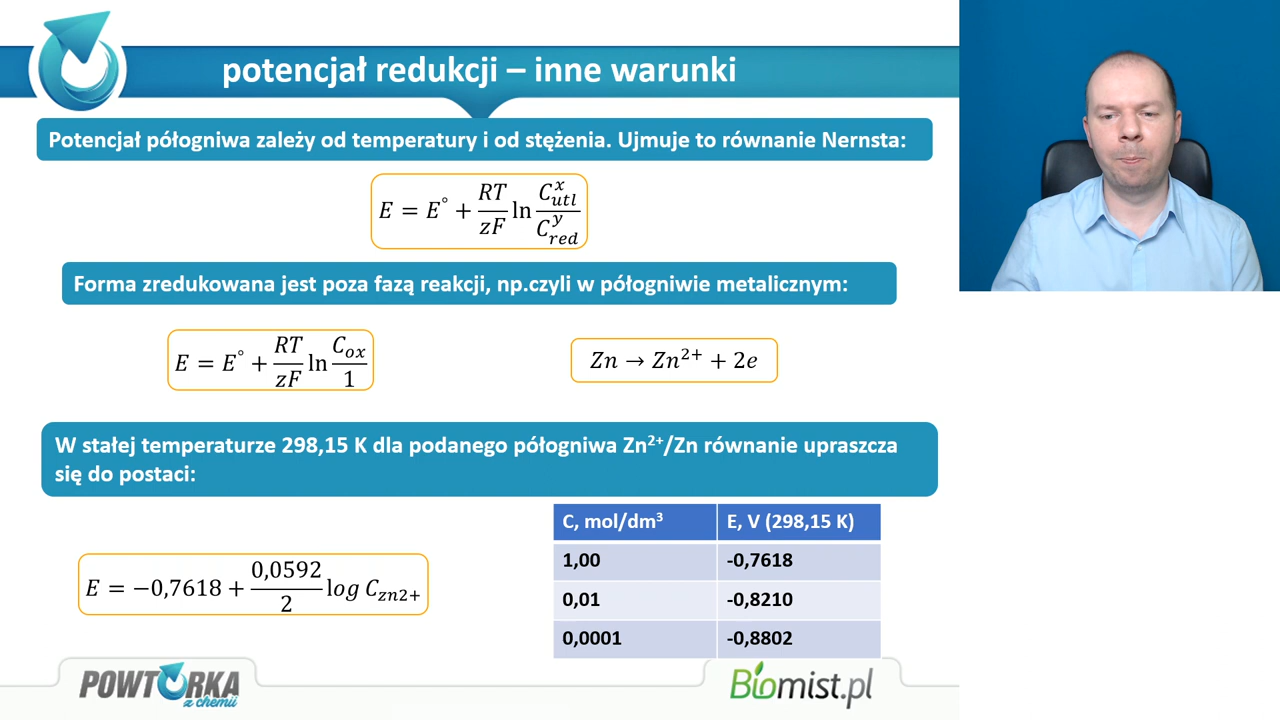 potencjał redukcji – inne warunki
Potencjał półogniwa zależy od temperatury i od stężenia. Ujmuje to równanie Nernsta:
E = E° + RT/zF ln C_utl^x/C_red^y
Forma zredukowana jest poza fazą reakcji, np.czyli w półogniwie metalicznym:
E = E° + RT/zF ln C_ox/1
Zn → Zn²⁺ + 2e
W stałej temperaturze 298,15 K dla podanego półogniwa Zn²⁺/Zn równanie upraszcza
się do postaci:
E = −0,7618 + 0,0592/2 log C_zn2+
C, mol/dm³ E, V (298,15 K)
1,00 -0,7618
0,01 -0,8210
0,0001 -0,8802
POWTÓRKA
z chemii
Biomist.pl